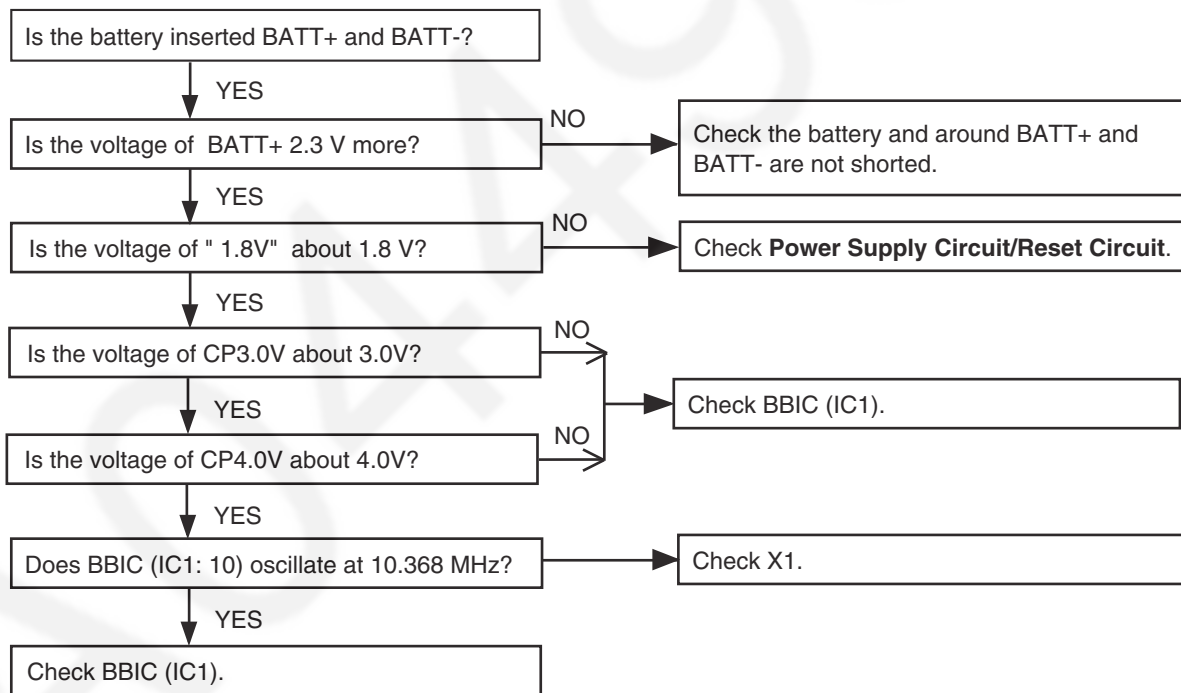 Is the battery inserted BATT+ and BATT-?
YES
Is the voltage of BATT+ 2.3 V more?
NO
Check the battery and around BATT+ and
BATT- are not shorted.
YES
Is the voltage of " 1.8V" about 1.8 V?
NO
Check Power Supply Circuit/Reset Circuit.
YES
Is the voltage of CP3.0V about 3.0V?
NO
Check BBIC (IC1).
YES
Is the voltage of CP4.0V about 4.0V?
NO
YES
Does BBIC (IC1: 10) oscillate at 10.368 MHz?
Check X1.
YES
Check BBIC (IC1).